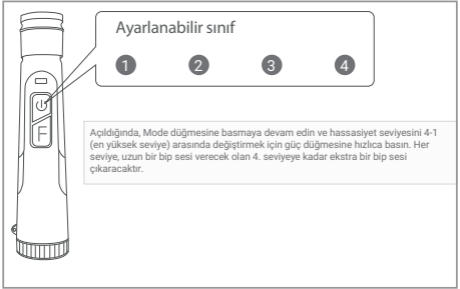 Ayarlanabilir sınıf
1 2 3 4
F
Açıldığında, Mode düğmesine basmaya devam edin ve hassasiyet seviyesini 4-1
(en yüksek seviye) arasında değiştirmek için güç düğmesine hızlıca basın. Her
seviye, uzun bir bip sesi verecek olan 4. seviyeye kadar ekstra bir bip sesi
çıkaracaktır.